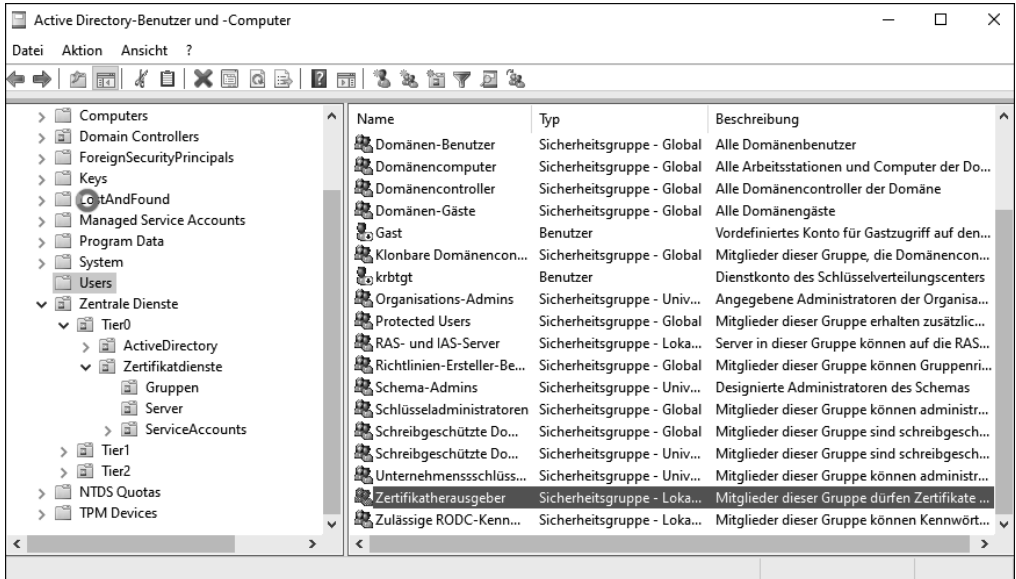 Active Directory-Benutzer und -Computer
Datei Aktion Ansicht ?
Computers
Domain Controllers
ForeignSecurityPrincipals
Keys
LostAndFound
Managed Service Accounts
Program Data
System
Users
Zentrale Dienste
Tier0
ActiveDirectory
Zertifikatdienste
Gruppen
Server
ServiceAccounts
Tier1
Tier2
NTDS Quotas
TPM Devices
Name Typ Beschreibung
Domänen-Benutzer Sicherheitsgruppe - Global Alle Domänenbenutzer
Domänencomputer Sicherheitsgruppe - Global Alle Arbeitsstationen und Computer der Do...
Domänencontroller Sicherheitsgruppe - Global Alle Domänencontroller der Domäne
Domänen-Gäste Sicherheitsgruppe - Global Alle Domänengäste
Gast Benutzer Vordefiniertes Konto für Gastzugriff auf den...
Klonbare Domänencon... Sicherheitsgruppe - Global Mitglieder dieser Gruppe, die Domänencon...
krbtgt Benutzer Dienstkonto des Schlüsselverteilungscenters
Organisations-Admins Sicherheitsgruppe - Univ... Angegebene Administratoren der Organisa...
Protected Users Sicherheitsgruppe - Global Mitglieder dieser Gruppe erhalten zusätzlic...
RAS- und IAS-Server Sicherheitsgruppe - Loka... Server in dieser Gruppe können auf die RAS...
Richtlinien-Ersteller-Be... Sicherheitsgruppe - Global Mitglieder dieser Gruppe können Gruppenri...
Schema-Admins Sicherheitsgruppe - Univ... Designierte Administratoren des Schemas
Schlüsseladministratoren Sicherheitsgruppe - Global Mitglieder dieser Gruppe können administr...
Schreibgeschützte Do... Sicherheitsgruppe - Global Mitglieder dieser Gruppe sind schreibgesch...
Schreibgeschützte Do... Sicherheitsgruppe - Univ... Mitglieder dieser Gruppe sind schreibgesch...
Unternehmenssschlüss... Sicherheitsgruppe - Univ... Mitglieder dieser Gruppe können administr...
Zertifikatherausgeber Sicherheitsgruppe - Loka... Mitglieder dieser Gruppe dürfen Zertifikate ...
Zulässige RODC-Kenn... Sicherheitsgruppe - Loka... Mitglieder dieser Gruppe können Kennwört...